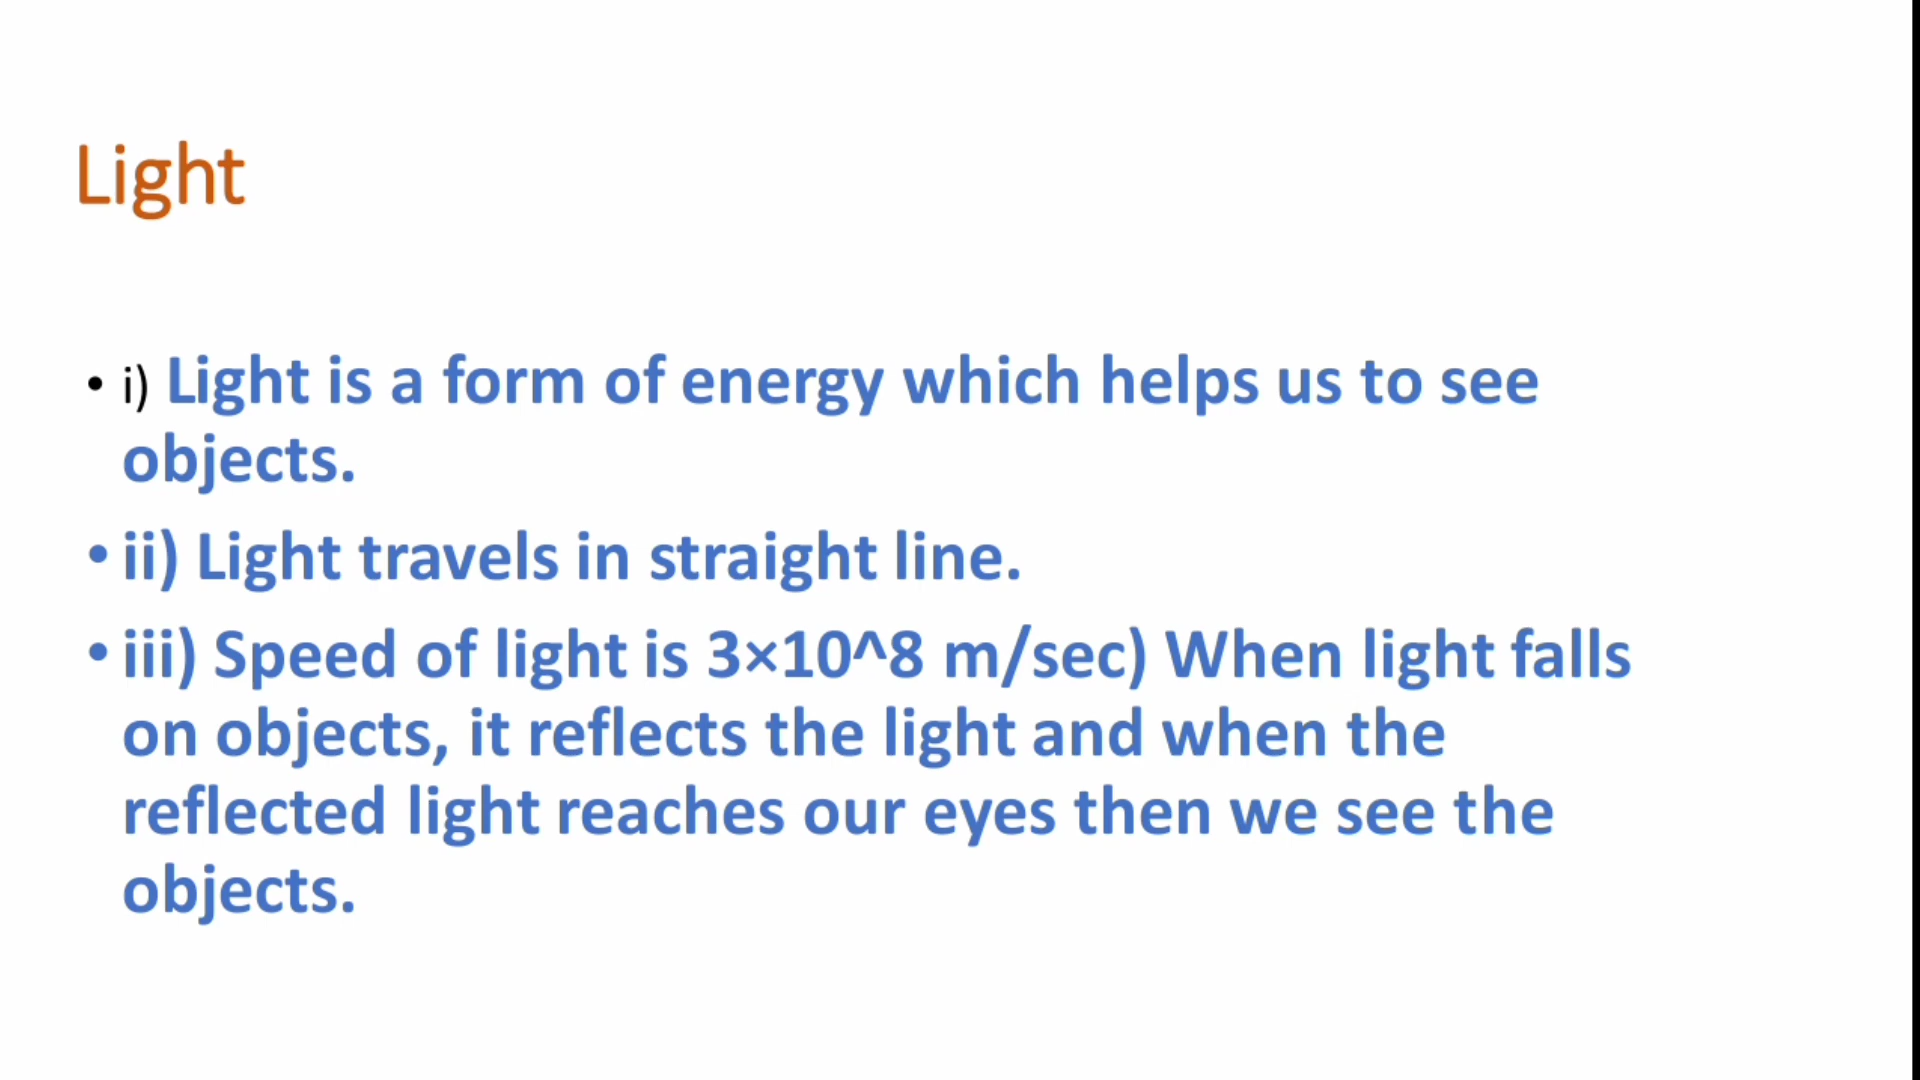 Light
• i) Light is a form of energy which helps us to see
objects.
• ii) Light travels in straight line.
• iii) Speed of light is 3×10^8 m/sec) When light falls
on objects, it reflects the light and when the
reflected light reaches our eyes then we see the
objects.